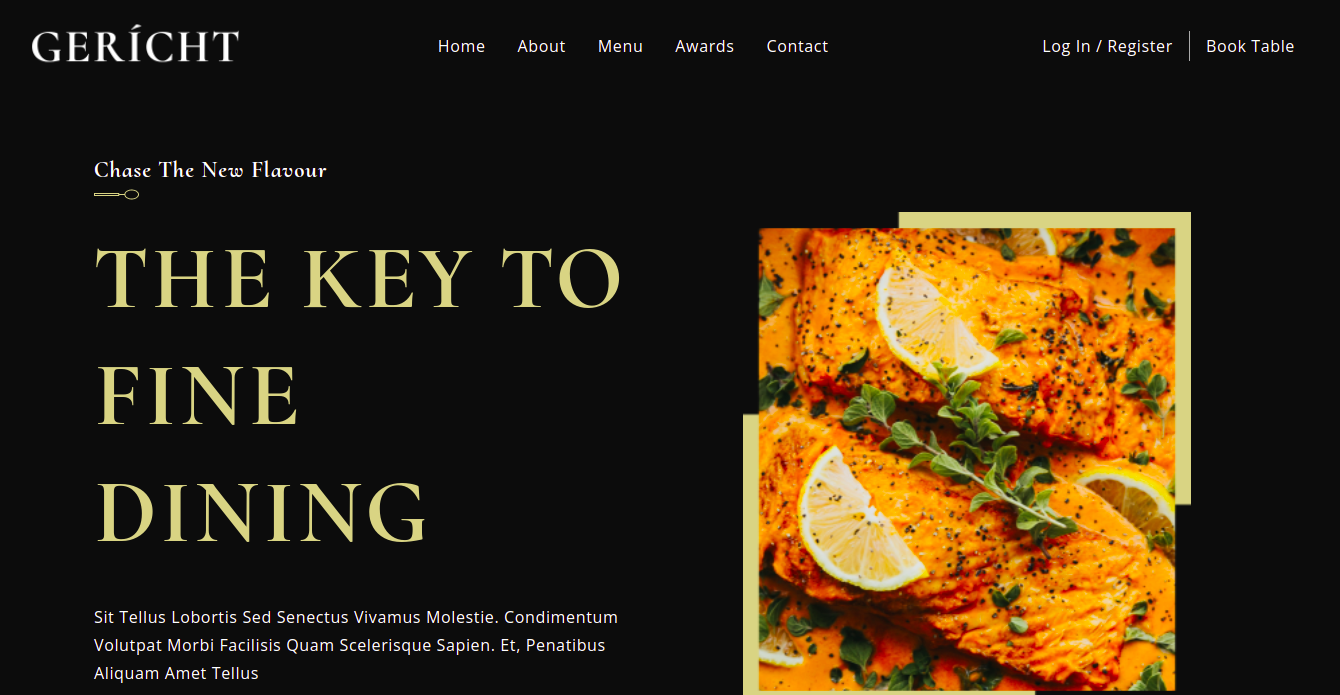 GERÍCHT
Home About Menu Awards Contact
Log In / Register Book Table
Chase The New Flavour
THE KEY TO
FINE
DINING
Sit Tellus Lobortis Sed Senectus Vivamus Molestie. Condimentum
Volutpat Morbi Facilisis Quam Scelerisque Sapien. Et, Penatibus
Aliquam Amet Tellus